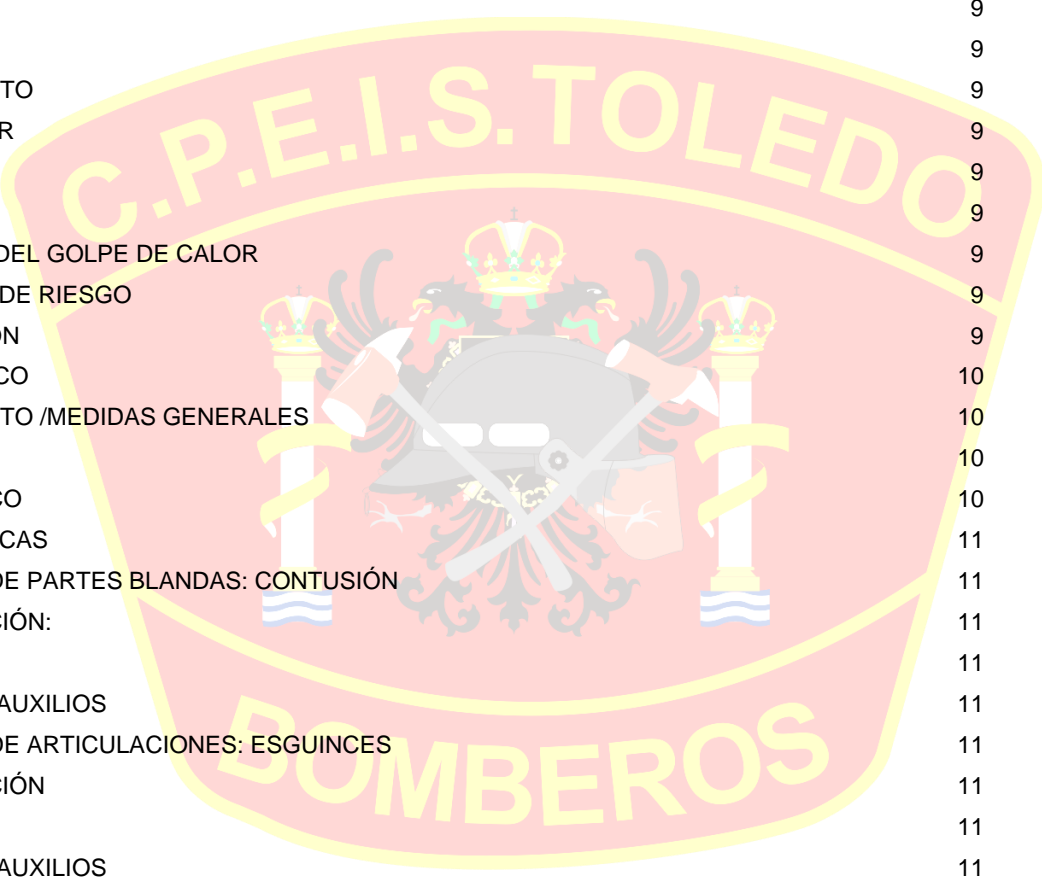 9
9
TO 9
R 9
C.P.E.I.S. TOLEDO
9
9
DEL GOLPE DE CALOR 9
DE RIESGO 9
ÓN 9
CO 10
TO /MEDIDAS GENERALES 10
10
CO 10
CAS 11
DE PARTES BLANDAS: CONTUSIÓN 11
CIÓN: 11
11
AUXILIOS 11
DE ARTICULACIONES: ESGUINCES 11
BOMBEROS
CIÓN 11
11
AUXILIOS 11